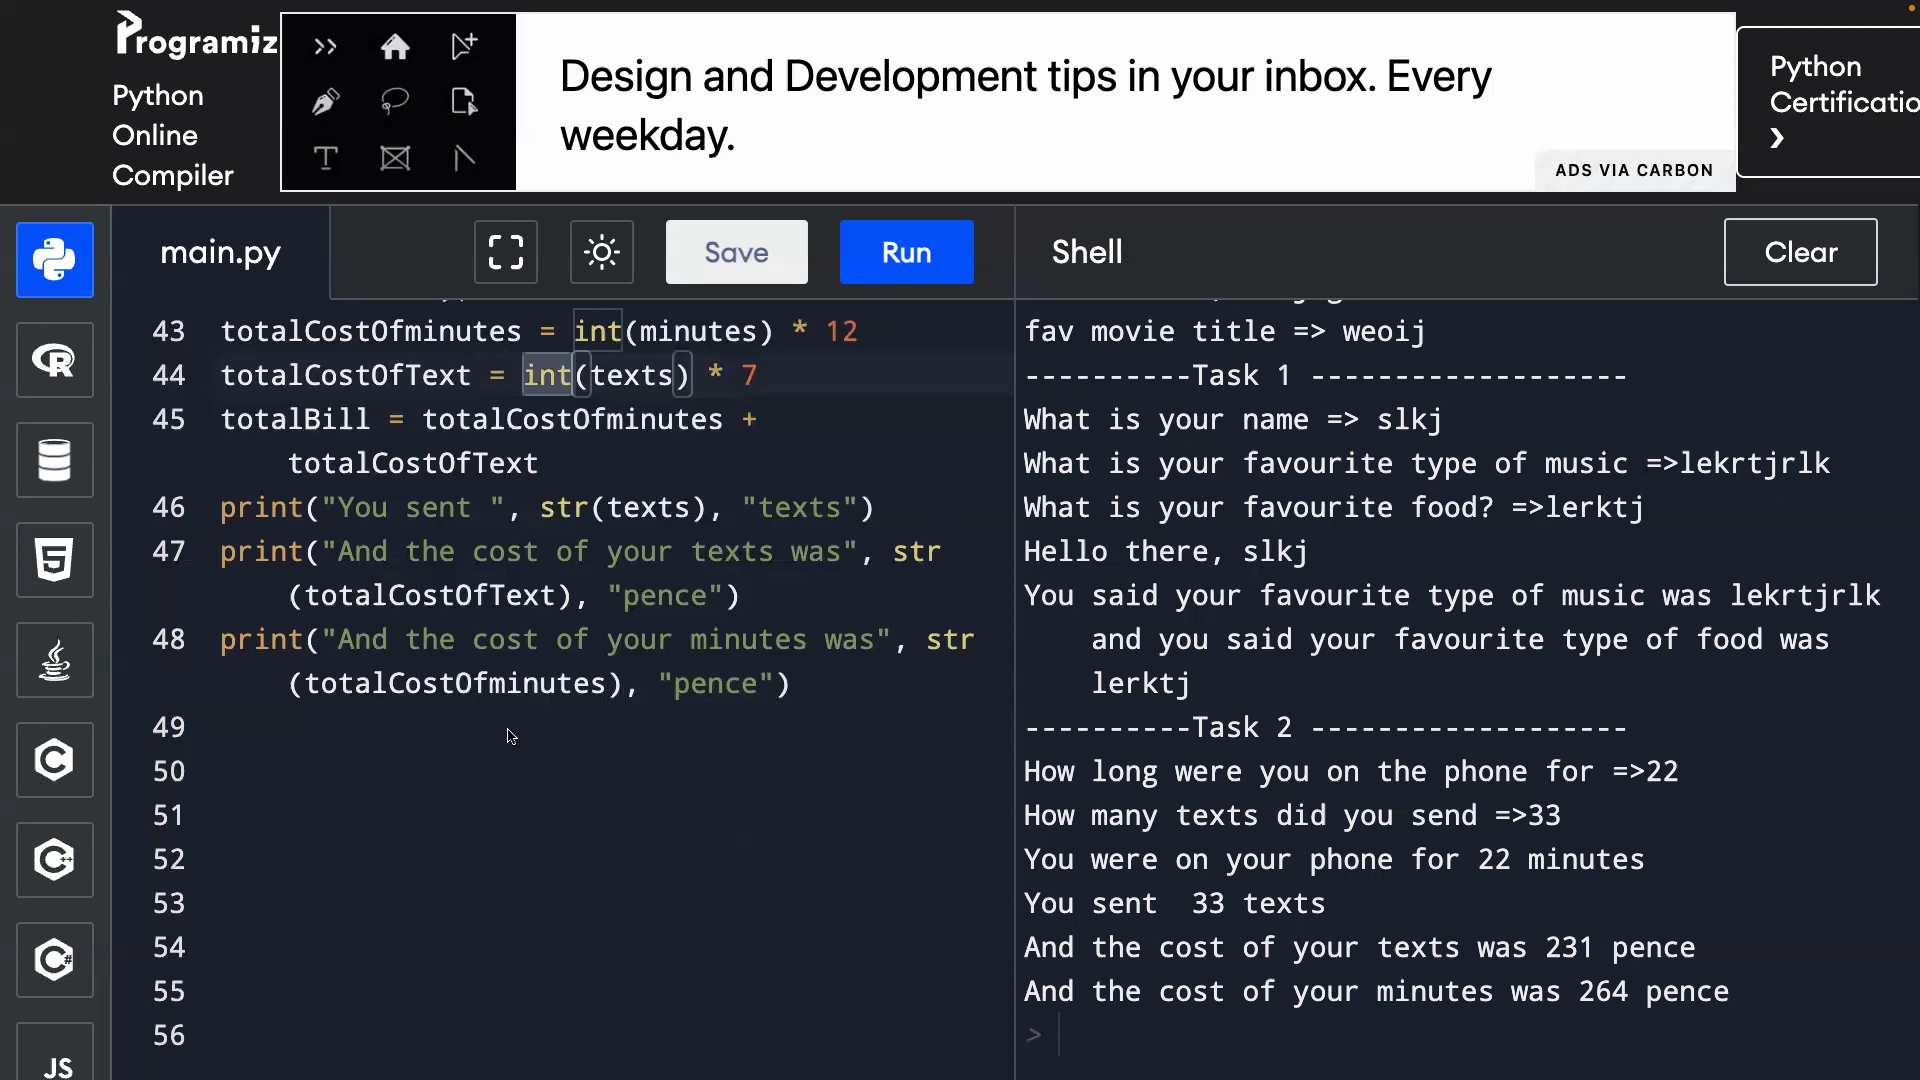 Programiz
Python
Online
Compiler
Design and Development tips in your inbox. Every
weekday.
ADS VIA CARBON
Python
Certificatio
❯
main.py
Save
Run
43 totalCostOfminutes = int(minutes) * 12
44 totalCostOfText = int(texts) * 7
45 totalBill = totalCostOfminutes +
totalCostOfText
46 print("You sent ", str(texts), "texts")
47 print("And the cost of your texts was", str
(totalCostOfText), "pence")
48 print("And the cost of your minutes was", str
(totalCostOfminutes), "pence")
49
50
51
52
53
54
55
56
Shell
Clear
fav movie title => weoij
----------Task 1 -------------------
What is your name => slkj
What is your favourite type of music =>lekrtjrlk
What is your favourite food? =>lerktj
Hello there, slkj
You said your favourite type of music was lekrtjrlk
and you said your favourite type of food was
lerktj
----------Task 2 -------------------
How long were you on the phone for =>22
How many texts did you send =>33
You were on your phone for 22 minutes
You sent  33 texts
And the cost of your texts was 231 pence
And the cost of your minutes was 264 pence
>
R
5
C
C++
C#
JS